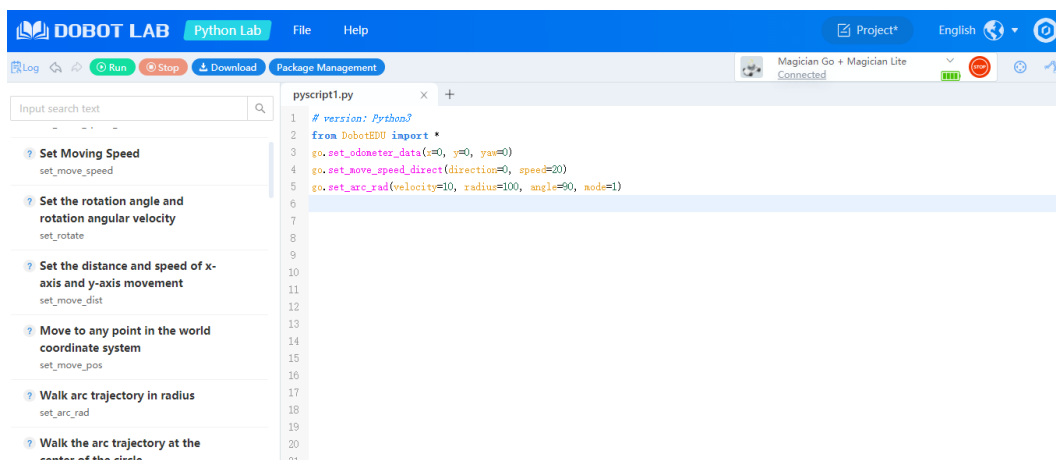 DOBOT LAB Python Lab File Help Project* English
Log Run Stop Download Package Management Magician Go + Magician Lite
Connected
STOP
Input search text
pyscript1.py × +
Set Moving Speed
set_move_speed
Set the rotation angle and
rotation angular velocity
set_rotate
Set the distance and speed of x-
axis and y-axis movement
set_move_dist
Move to any point in the world
coordinate system
set_move_pos
Walk arc trajectory in radius
set_arc_rad
Walk the arc trajectory at the
center of the circle
1 # version: Python3
2 from DobotEDU import *
3 go.set_odometer_data(x=0, y=0, yaw=0)
4 go.set_move_speed_direct(direction=0, speed=20)
5 go.set_arc_rad(velocity=10, radius=100, angle=90, mode=1)
6
7
8
9
10
11
12
13
14
15
16
17
18
19
20
21